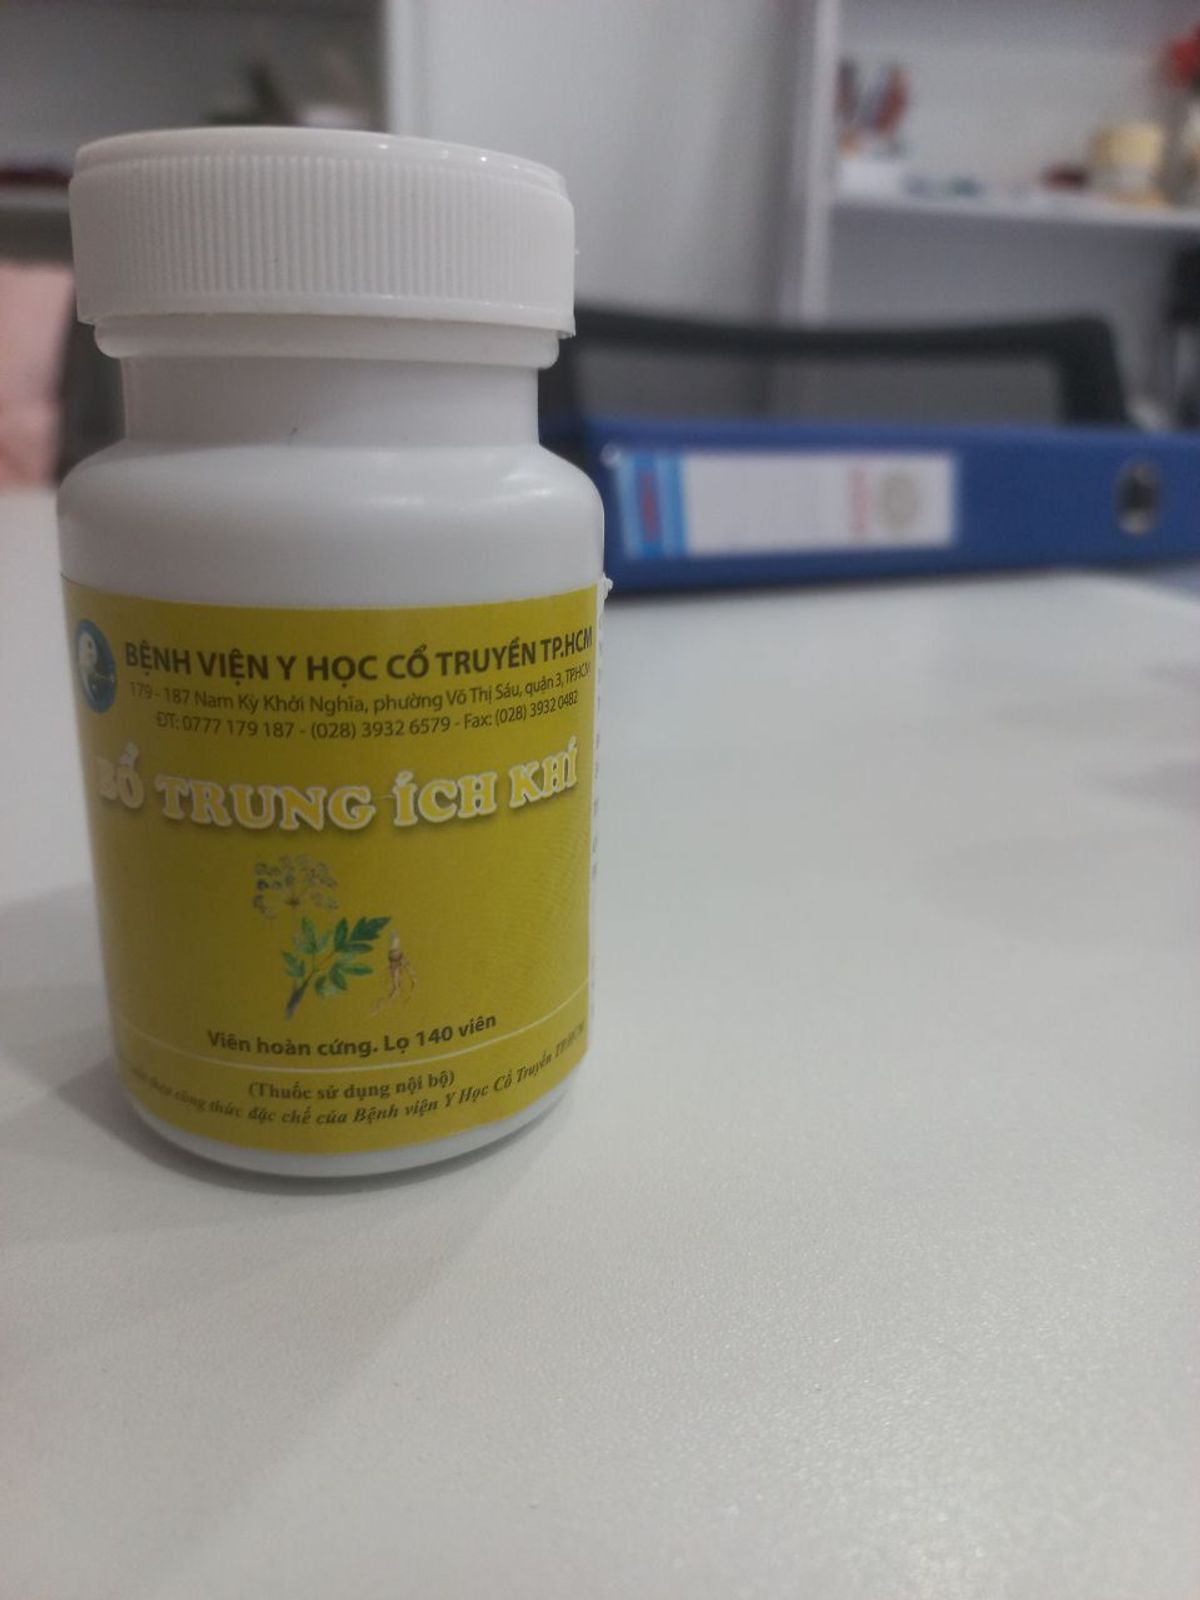 BỆNH VIỆN Y HỌC CỔ TRUYỀN TP.HCM
179 - 187 Nam Kỳ Khởi Nghĩa, phường Võ Thị Sáu, quận 3, TP.HCM
ĐT: 0777 179 187 - (028) 3932 6579 - Fax: (028) 3932 0482
BỔ TRUNG ÍCH KHÍ
Viên hoàn cứng. Lọ 140 viên
(Thuốc sử dụng nội bộ)
theo công thức đặc chế của Bệnh viện Y Học Cổ Truyền TP.HCM